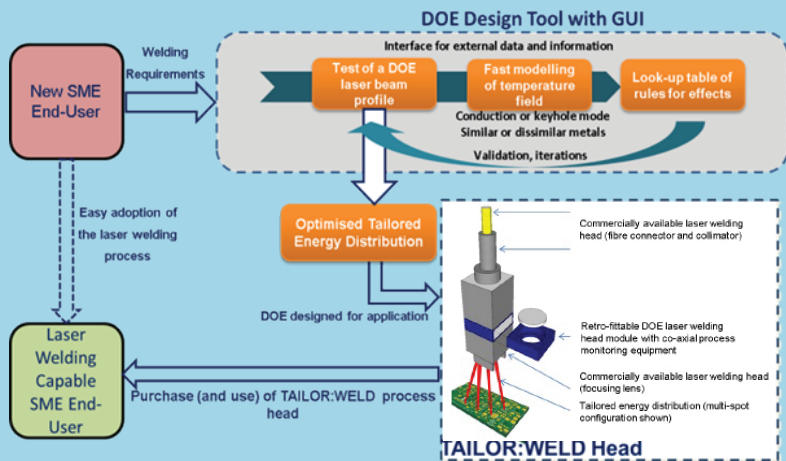 DOE Design Tool with GUI
Interface for external data and information
Welding
Requirements
New SME
End-User
Test of a DOE
laser beam
profile
Fast modelling
of temperature
field
Look-up table of
rules for effects
Conduction or keyhole mode
Similar or dissimilar metals
Validation, iterations
Easy adoption of
the laser welding
process
Optimised Tailored
Energy Distribution
DOE designed for application
Commercially available laser welding
head (fibre connector and collimator)
Retro-fittable DOE laser welding
head module with co-axial process
monitoring equipment
Commercially available laser welding head
(focusing lens)
Tailored energy distribution (multi-spot
configuration shown)
TAILOR:WELD Head
Laser
Welding
Capable
SME End-
User
Purchase (and use) of TAILOR:WELD process
head